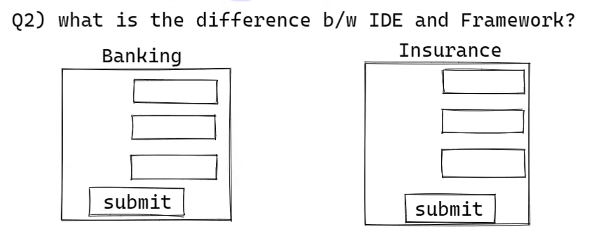 Q2) what is the difference b/w IDE and Framework?
Banking
Insurance
submit
submit